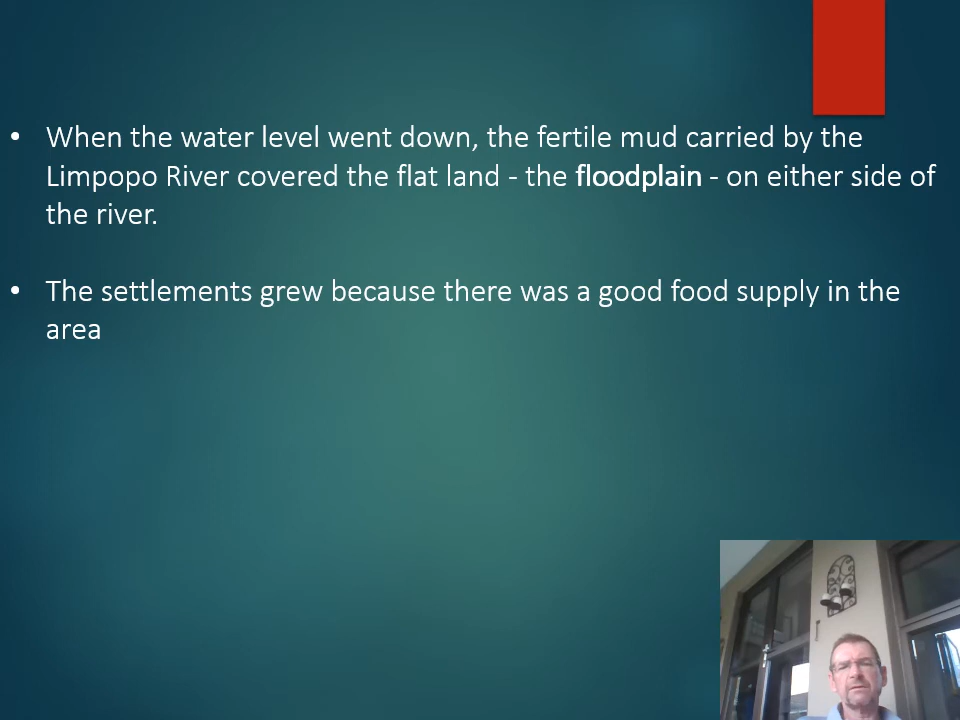 • When the water level went down, the fertile mud carried by the
Limpopo River covered the flat land - the floodplain - on either side of
the river.
• The settlements grew because there was a good food supply in the
area